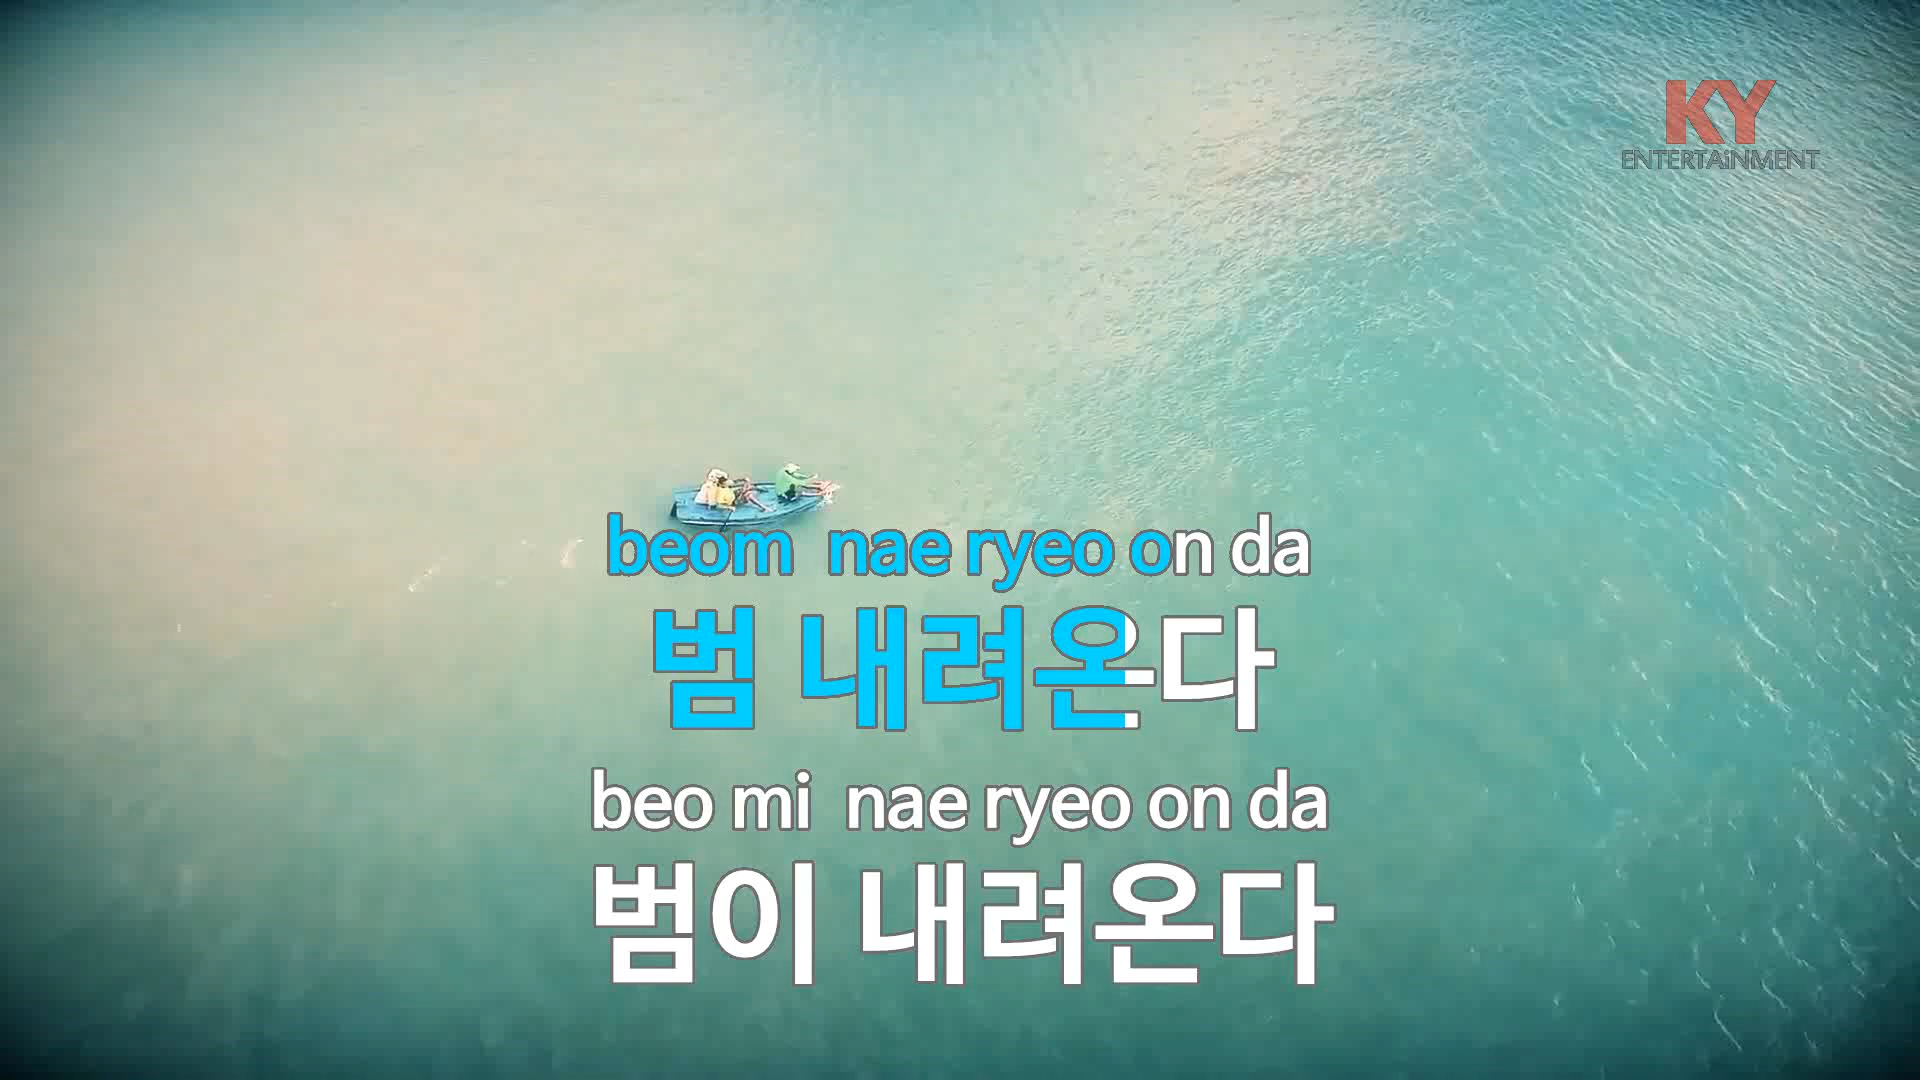 KY
ENTERTAiNMENT
beom nae ryeo on da
범 내려온다
beo mi nae ryeo on da
범이 내려온다